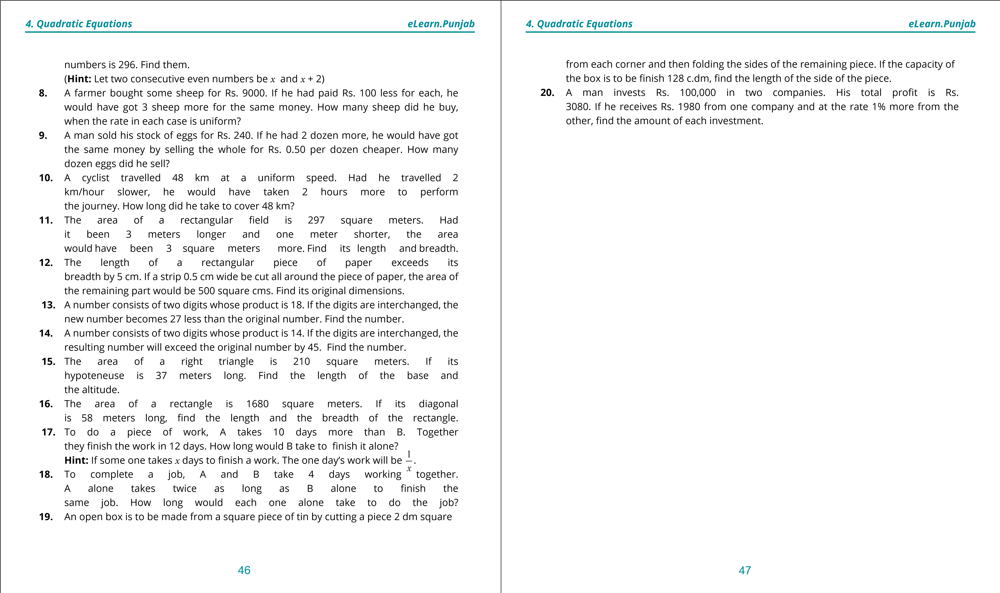 4. Quadratic Equations eLearn.Punjab
numbers is 296. Find them.
(Hint: Let two consecutive even numbers be x and x + 2)
8. A farmer bought some sheep for Rs. 9000. If he had paid Rs. 100 less for each, he
would have got 3 sheep more for the same money. How many sheep did he buy,
when the rate in each case is uniform?
9. A man sold his stock of eggs for Rs. 240. If he had 2 dozen more, he would have got
the same money by selling the whole for Rs. 0.50 per dozen cheaper. How many
dozen eggs did he sell?
10. A cyclist travelled 48 km at a uniform speed. Had he travelled 2
km/hour slower, he would have taken 2 hours more to perform
the journey. How long did he take to cover 48 km?
11. The area of a rectangular field is 297 square meters. Had
it been 3 meters longer and one meter shorter, the area
would have been 3 square meters more. Find its length and breadth.
12. The length of a rectangular piece of paper exceeds its
breadth by 5 cm. If a strip 0.5 cm wide be cut all around the piece of paper, the area of
the remaining part would be 500 square cms. Find its original dimensions.
13. A number consists of two digits whose product is 18. If the digits are interchanged, the
new number becomes 27 less than the original number. Find the number.
14. A number consists of two digits whose product is 14. If the digits are interchanged, the
resulting number will exceed the original number by 45. Find the number.
15. The area of a right triangle is 210 square meters. If its
hypoteneuse is 37 meters long. Find the length of the base and
the altitude.
16. The area of a rectangle is 1680 square meters. If its diagonal
is 58 meters long, find the length and the breadth of the rectangle.
17. To do a piece of work, A takes 10 days more than B. Together
they finish the work in 12 days. How long would B take to finish it alone?
Hint: If some one takes x days to finish a work. The one day’s work will be 1/x.
18. To complete a job, A and B take 4 days working together.
A alone takes twice as long as B alone to finish the
same job. How long would each one alone take to do the job?
19. An open box is to be made from a square piece of tin by cutting a piece 2 dm square
46
4. Quadratic Equations eLearn.Punjab
from each corner and then folding the sides of the remaining piece. If the capacity of
the box is to be finish 128 c.dm, find the length of the side of the piece.
20. A man invests Rs. 100,000 in two companies. His total profit is Rs.
3080. If he receives Rs. 1980 from one company and at the rate 1% more from the
other, find the amount of each investment.
47